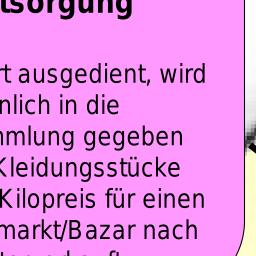 tsorgung
rt ausgedient, wird
nlich in die
mmlung gegeben
Kleidungsstücke
Kilopreis für einen
markt/Bazar nach